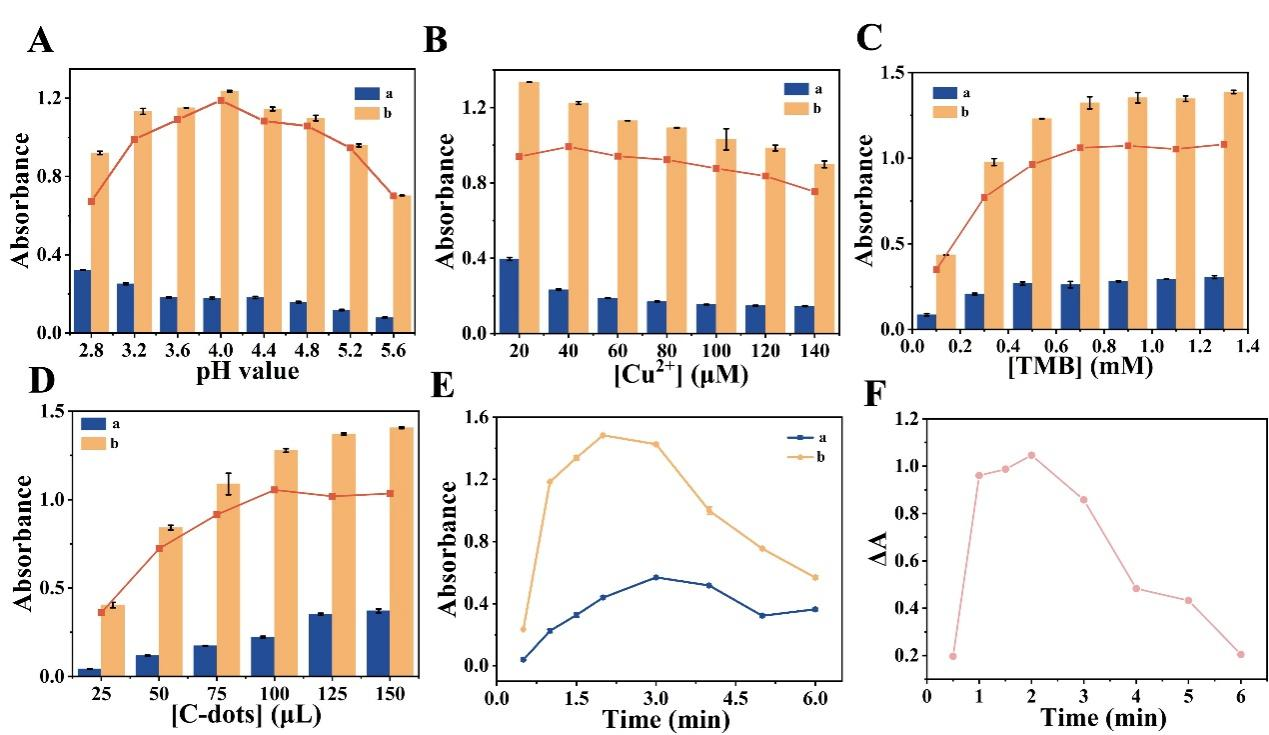 A
Absorbance
1.2
0.8
0.4
0.0
a
b
2.8 3.2 3.6 4.0 4.4 4.8 5.2 5.6
pH value
B
Absorbance
1.2
0.8
0.4
0.0
a
b
20 40 60 80 100 120 140
[Cu²⁺] (μM)
C
Absorbance
1.5
1.0
0.5
0.0
a
b
0.0 0.2 0.4 0.6 0.8 1.0 1.2 1.4
[TMB] (mM)
D
Absorbance
1.5
1.0
0.5
0.0
a
b
25 50 75 100 125 150
[C-dots] (μL)
E
Absorbance
1.6
1.2
0.8
0.4
0.0
a
b
0.0 1.5 3.0 4.5 6.0
Time (min)
F
ΔA
1.2
1.0
0.8
0.6
0.4
0.2
0 1 2 3 4 5 6
Time (min)